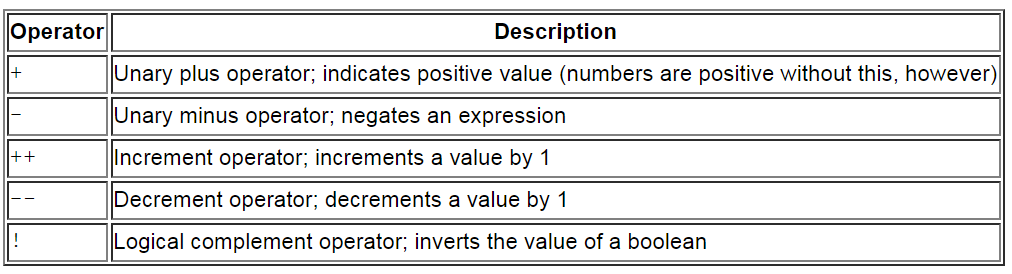 Operator Description
+ Unary plus operator; indicates positive value (numbers are positive without this, however)
- Unary minus operator; negates an expression
++ Increment operator; increments a value by 1
-- Decrement operator; decrements a value by 1
! Logical complement operator; inverts the value of a boolean